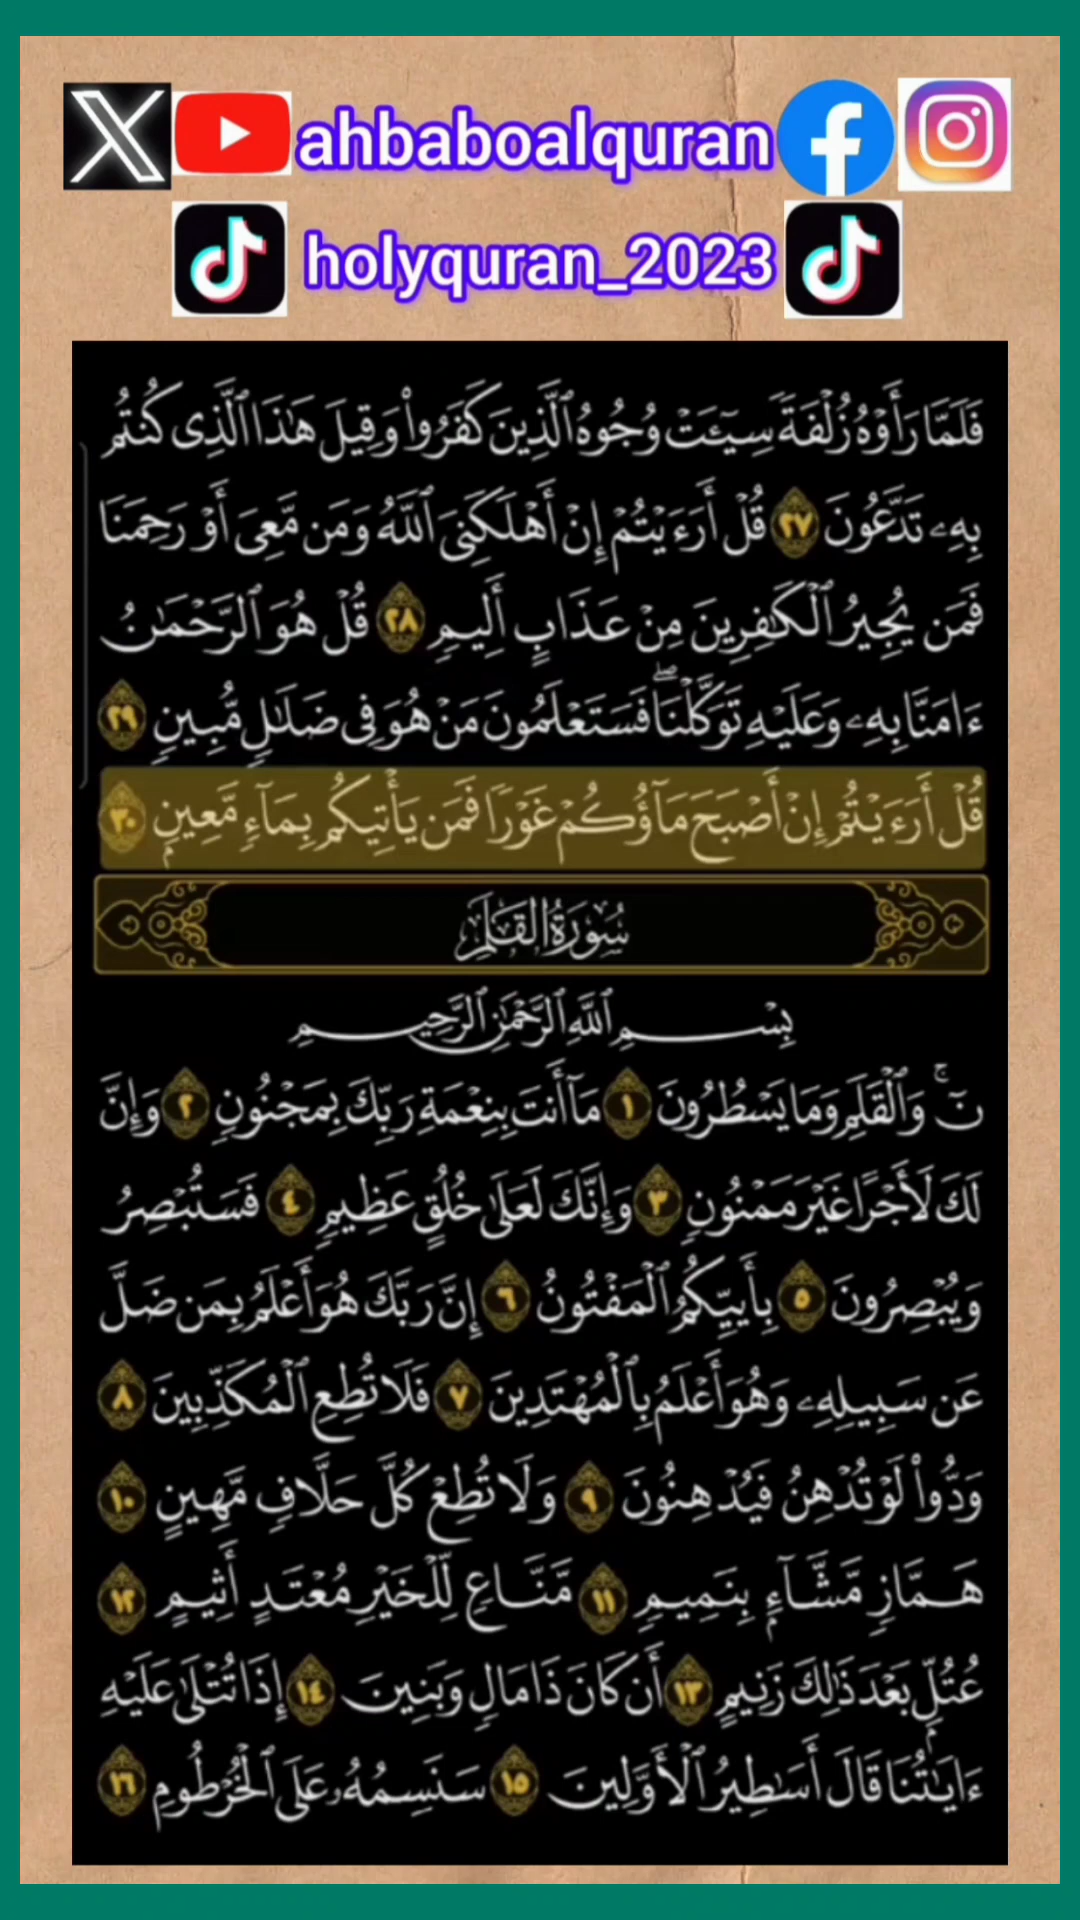 ahbaboalquran
holyquran_2023
فَلَمَّا رَأَوْهُ زُلْفَةً سِيٓـَٔتْ وُجُوهُ ٱلَّذِينَ كَفَرُوا۟ وَقِيلَ هَـٰذَا ٱلَّذِى كُنتُم
بِهِۦ تَدَّعُونَ ٢٧ قُلْ أَرَءَيْتُمْ إِنْ أَهْلَكَنِىَ ٱللَّهُ وَمَن مَّعِىَ أَوْ رَحِمَنَا
فَمَن يُجِيرُ ٱلْكَـٰفِرِينَ مِنْ عَذَابٍ أَلِيمٍ ٢٨ قُلْ هُوَ ٱلرَّحْمَـٰنُ
ءَامَنَّا بِهِۦ وَعَلَيْهِ تَوَكَّلْنَا ۖ فَسَتَعْلَمُونَ مَنْ هُوَ فِى ضَلَـٰلٍ مُّبِينٍ ٢٩
قُلْ أَرَءَيْتُمْ إِنْ أَصْبَحَ مَآؤُكُمْ غَوْرًا فَمَن يَأْتِيكُم بِمَآءٍ مَّعِينٍۭ ٣٠
سُورَةُ القَلَمِ
بِسْمِ ٱللَّهِ ٱلرَّحْمَـٰنِ ٱلرَّحِيمِ
نٓ ۚ وَٱلْقَلَمِ وَمَا يَسْطُرُونَ ١ مَآ أَنتَ بِنِعْمَةِ رَبِّكَ بِمَجْنُونٍ ٢ وَإِنَّ
لَكَ لَأَجْرًا غَيْرَ مَمْنُونٍ ٣ وَإِنَّكَ لَعَلَىٰ خُلُقٍ عَظِيمٍ ٤ فَسَتُبْصِرُ
وَيُبْصِرُونَ ٥ بِأَييِّكُمُ ٱلْمَفْتُونُ ٦ إِنَّ رَبَّكَ هُوَ أَعْلَمُ بِمَن ضَلَّ
عَن سَبِيلِهِۦ وَهُوَ أَعْلَمُ بِٱلْمُهْتَدِينَ ٧ فَلَا تُطِعِ ٱلْمُكَذِّبِينَ ٨
وَدُّوا۟ لَوْ تُدْهِنُ فَيُدْهِنُونَ ٩ وَلَا تُطِعْ كُلَّ حَلَّافٍ مَّهِينٍ ١٠
هَمَّازٍ مَّشَّآءٍۭ بِنَمِيمٍ ١١ مَّنَّاعٍ لِّلْخَيْرِ مُعْتَدٍ أَثِيمٍ ١٢
عُتُلٍّۭ بَعْدَ ذَٰلِكَ زَنِيمٍ ١٣ أَن كَانَ ذَا مَالٍ وَبَنِينَ ١٤ إِذَا تُتْلَىٰ عَلَيْهِ
ءَايَـٰتُنَا قَالَ أَسَـٰطِيرُ ٱلْأَوَّلِينَ ١٥ سَنَسِمُهُۥ عَلَى ٱلْخُرْطُومِ ١٦